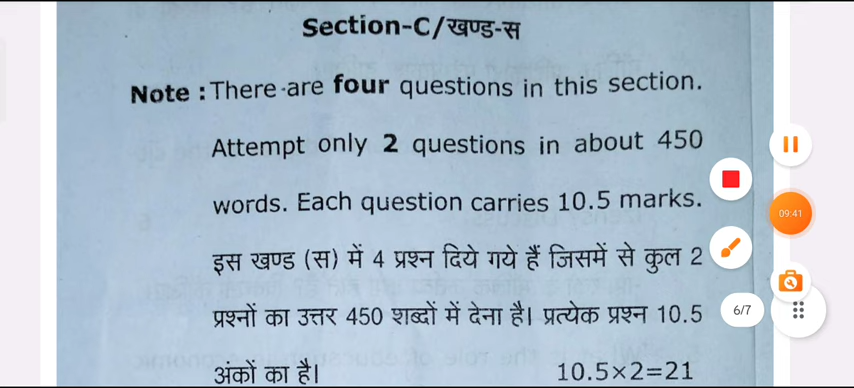 Section-C/खण्ड-स
Note : There are four questions in this section.
Attempt only 2 questions in about 450
words. Each question carries 10.5 marks.
इस खण्ड (स) में 4 प्रश्न दिये गये हैं जिसमें से कुल 2
प्रश्नों का उत्तर 450 शब्दों में देना है। प्रत्येक प्रश्न 10.5
अंकों का है।
10.5×2=21
09:41
6/7